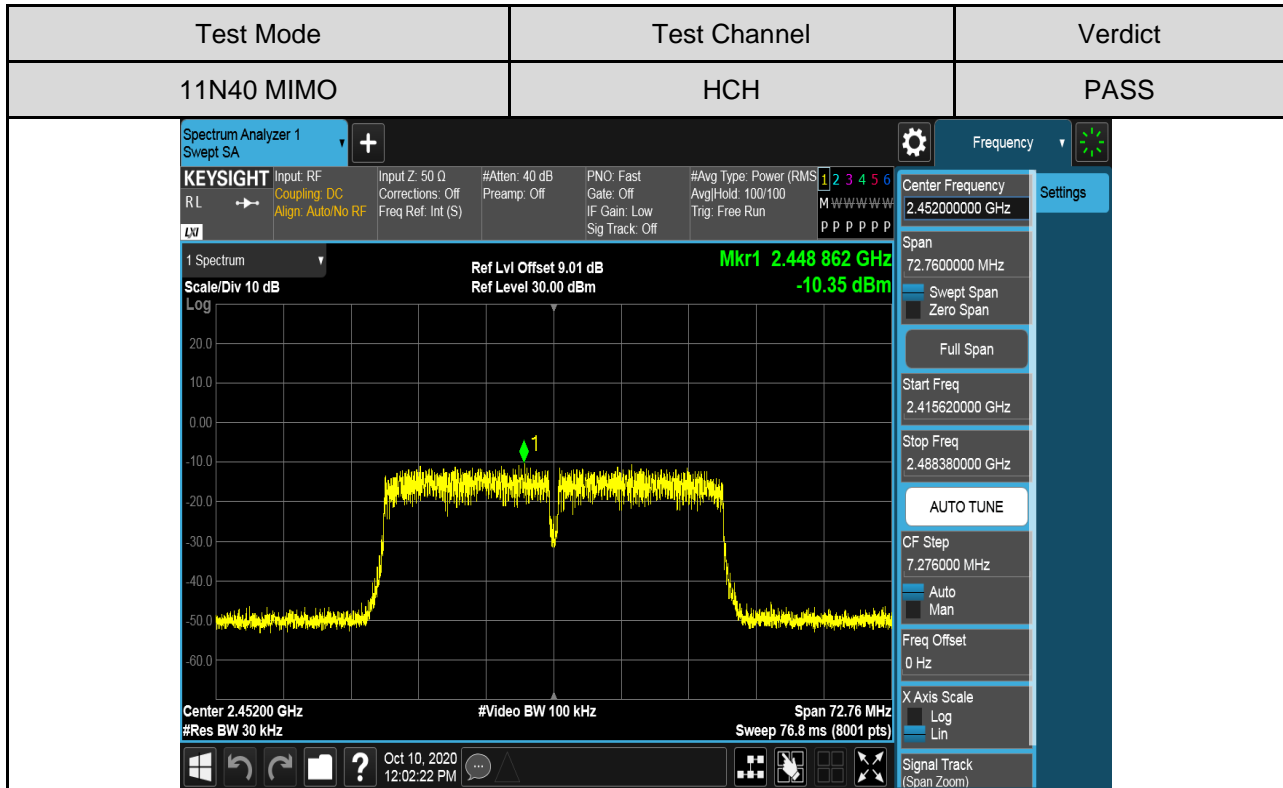 Test Mode Test Channel Verdict
11N40 MIMO HCH PASS
Spectrum Analyzer 1
Swept SA
+
Frequency
KEYSIGHT
RL
LXI
Input: RF
Coupling: DC
Align: Auto/No RF
Input Z: 50 Ω
Corrections: Off
Freq Ref: Int (S)
#Atten: 40 dB
Preamp: Off
PNO: Fast
Gate: Off
IF Gain: Low
Sig Track: Off
#Avg Type: Power (RMS
Avg|Hold: 100/100
Trig: Free Run
1 2 3 4 5 6
M W W W W W
P P P P P P
1 Spectrum
Scale/Div 10 dB
Log
Ref Lvl Offset 9.01 dB
Ref Level 30.00 dBm
Mkr1 2.448 862 GHz
-10.35 dBm
20.0
10.0
0.00
-10.0
-20.0
-30.0
-40.0
-50.0
-60.0
1
Center 2.45200 GHz
#Res BW 30 kHz
#Video BW 100 kHz
Span 72.76 MHz
Sweep 76.8 ms (8001 pts)
?
Oct 10, 2020
12:02:22 PM
Center Frequency
2.452000000 GHz
Settings
Span
72.7600000 MHz
Swept Span
Zero Span
Full Span
Start Freq
2.415620000 GHz
Stop Freq
2.488380000 GHz
AUTO TUNE
CF Step
7.276000 MHz
Auto
Man
Freq Offset
0 Hz
X Axis Scale
Log
Lin
Signal Track
(Span Zoom)